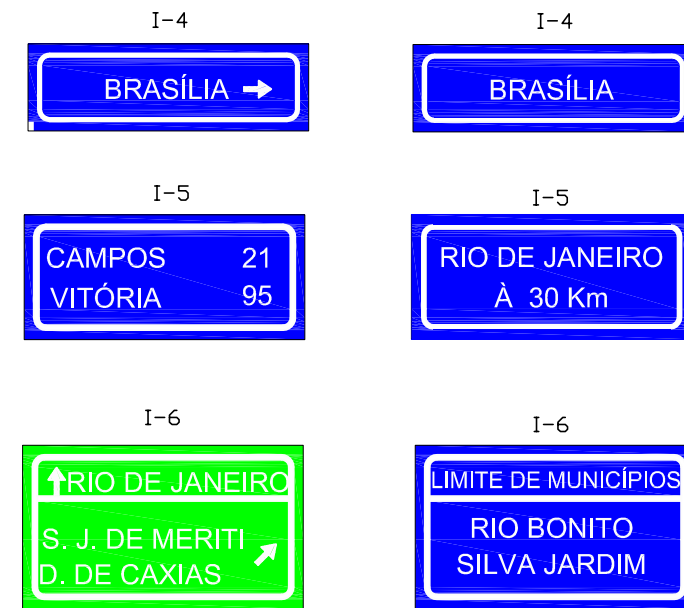 I-4
BRASÍLIA
I-4
BRASÍLIA
I-5
CAMPOS 21
VITÓRIA 95
I-5
RIO DE JANEIRO
À 30 Km
I-6
RIO DE JANEIRO
S. J. DE MERITI
D. DE CAXIAS
I-6
LIMITE DE MUNICÍPIOS
RIO BONITO
SILVA JARDIM